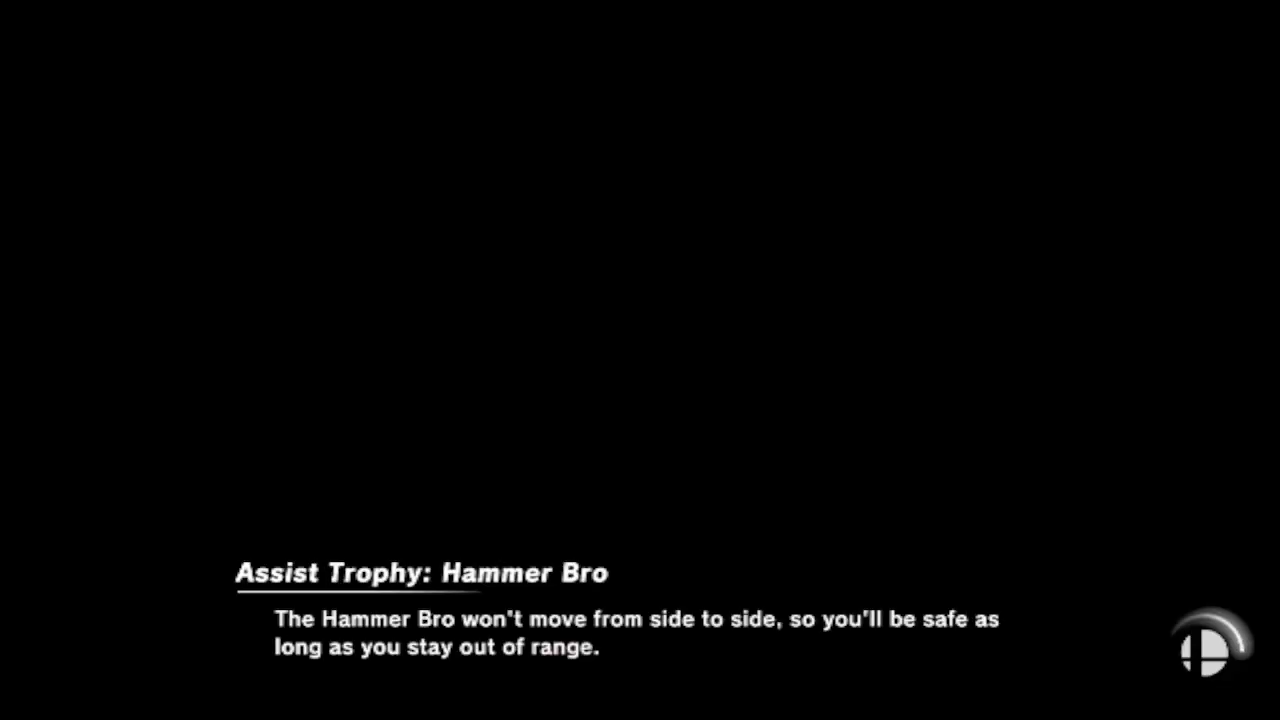 Assist Trophy: Hammer Bro
The Hammer Bro won't move from side to side, so you'll be safe as
long as you stay out of range.